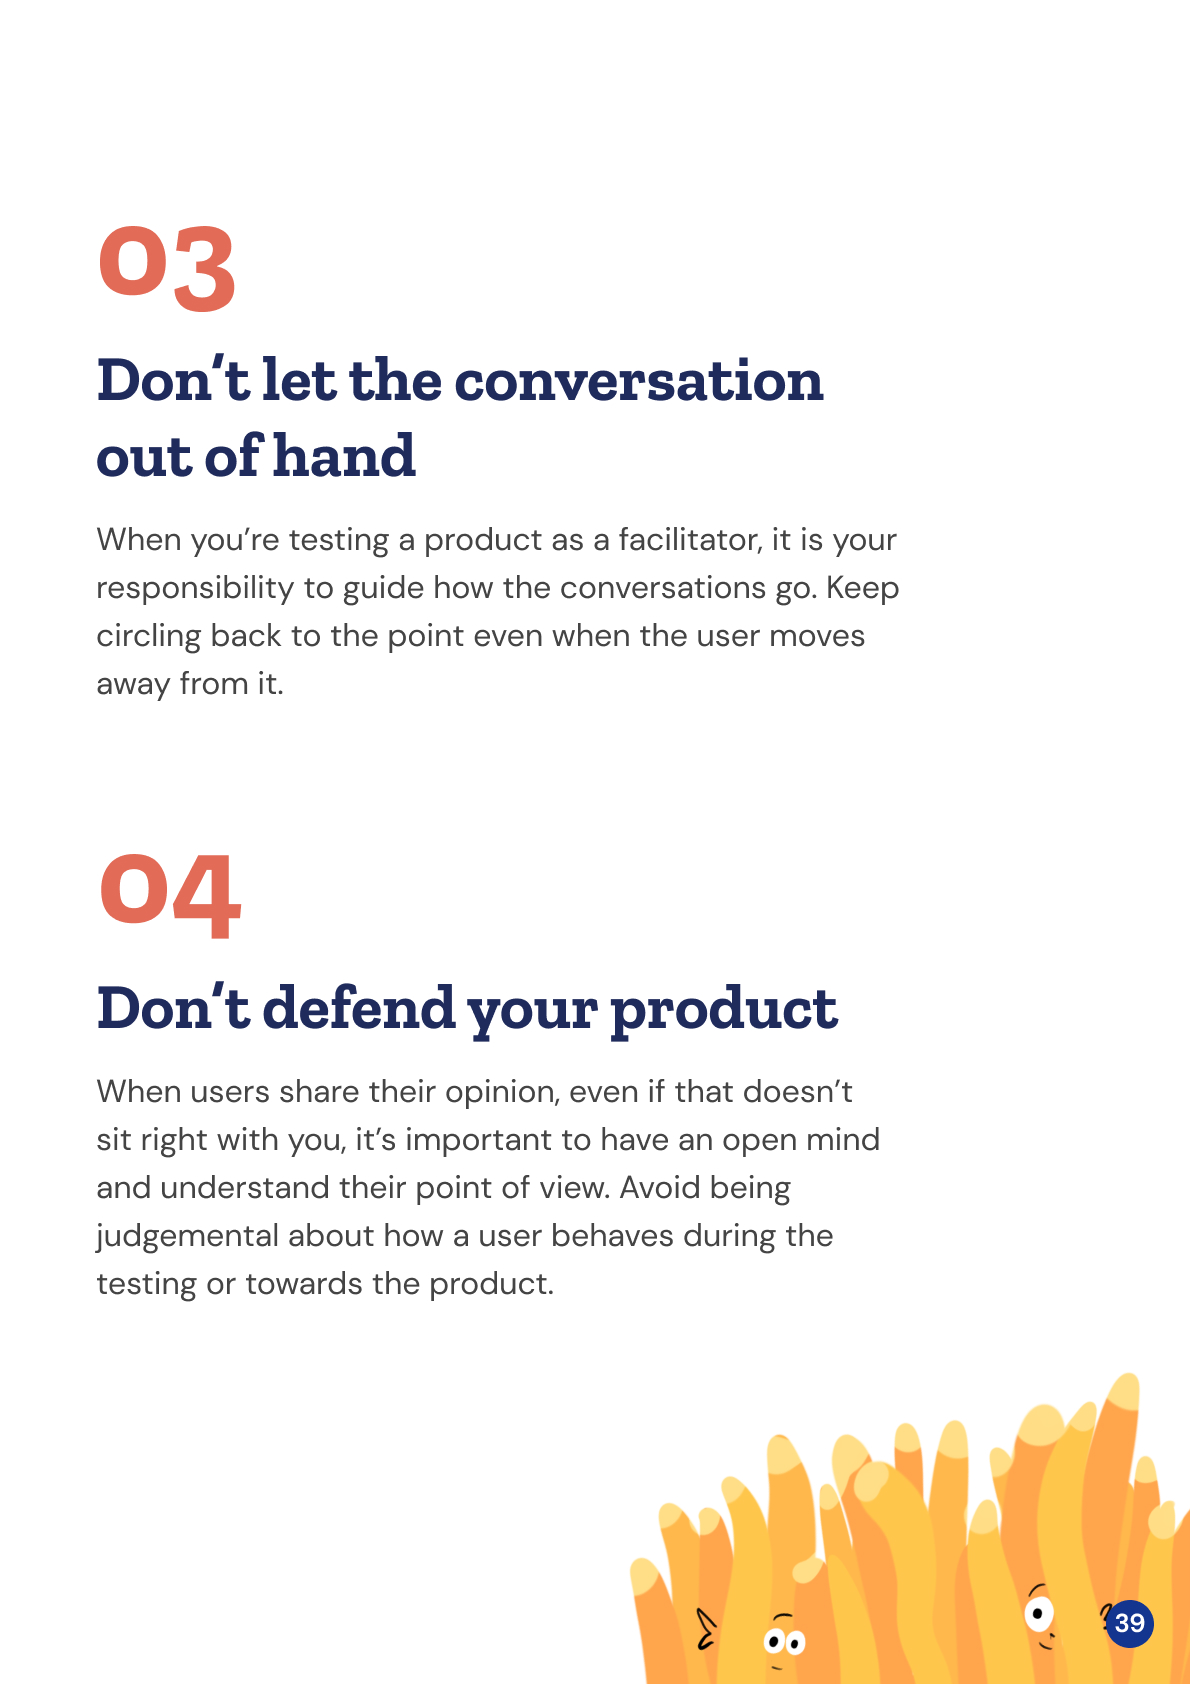 03
Don’t let the conversation
out of hand
When you’re testing a product as a facilitator, it is your
responsibility to guide how the conversations go. Keep
circling back to the point even when the user moves
away from it.
04
Don’t defend your product
When users share their opinion, even if that doesn’t
sit right with you, it’s important to have an open mind
and understand their point of view. Avoid being
judgemental about how a user behaves during the
testing or towards the product.
39